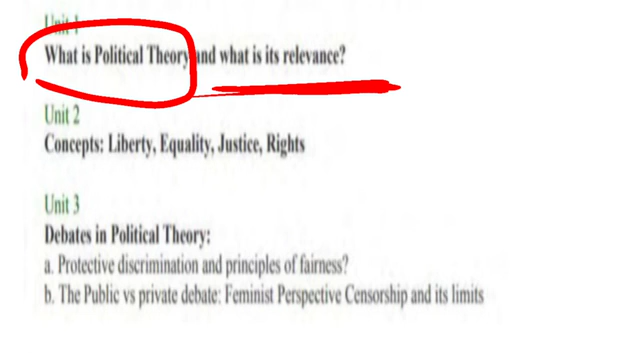 Unit 1
What is Political Theory and what is its relevance?
Unit 2
Concepts: Liberty, Equality, Justice, Rights
Unit 3
Debates in Political Theory:
a. Protective discrimination and principles of fairness?
b. The Public vs private debate: Feminist Perspective Censorship and its limits